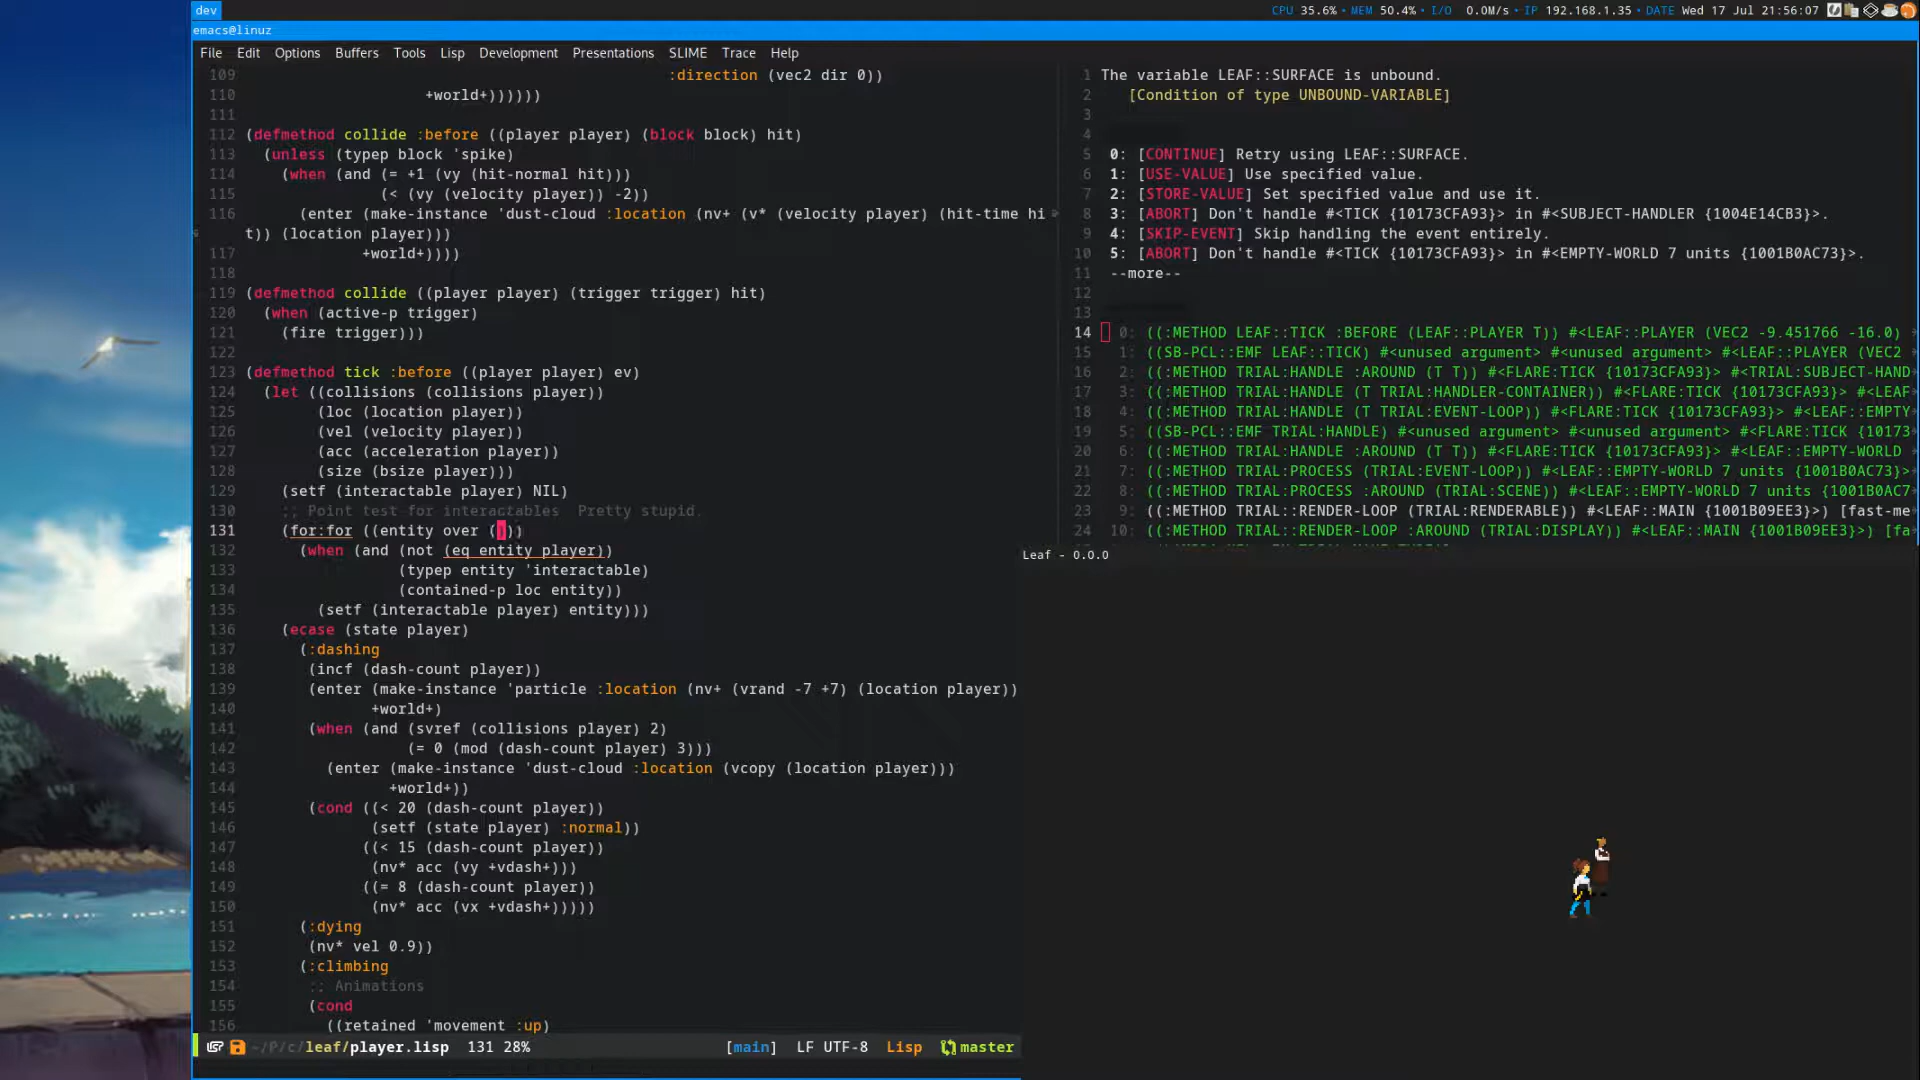 dev
CPU 35.6% • MEM 50.4% • I/O 0.0M/s • IP 192.168.1.35 • DATE Wed 17 Jul 21:56:07
emacs@linuz
File Edit Options Buffers Tools Lisp Development Presentations SLIME Trace Help
109 :direction (vec2 dir 0))
110 +world+))))))
111
112 (defmethod collide :before ((player player) (block block) hit)
113 (unless (typep block 'spike)
114 (when (and (= +1 (vy (hit-normal hit)))
115 (< (vy (velocity player)) -2))
116 (enter (make-instance 'dust-cloud :location (nv+ (v* (velocity player) (hit-time hi
t)) (location player)))
117 +world+))))
118
119 (defmethod collide ((player player) (trigger trigger) hit)
120 (when (active-p trigger)
121 (fire trigger)))
122
123 (defmethod tick :before ((player player) ev)
124 (let ((collisions (collisions player))
125 (loc (location player))
126 (vel (velocity player))
127 (acc (acceleration player))
128 (size (bsize player)))
129 (setf (interactable player) NIL)
130 ;; Point test for interactables Pretty stupid.
131 (for:for ((entity over ()))
132 (when (and (not (eq entity player))
133 (typep entity 'interactable)
134 (contained-p loc entity))
135 (setf (interactable player) entity)))
136 (ecase (state player)
137 (:dashing
138 (incf (dash-count player))
139 (enter (make-instance 'particle :location (nv+ (vrand -7 +7) (location player)))
140 +world+)
141 (when (and (svref (collisions player) 2)
142 (= 0 (mod (dash-count player) 3)))
143 (enter (make-instance 'dust-cloud :location (vcopy (location player)))
144 +world+))
145 (cond ((< 20 (dash-count player))
146 (setf (state player) :normal))
147 ((< 15 (dash-count player))
148 (nv* acc (vy +vdash+)))
149 ((= 8 (dash-count player))
150 (nv* acc (vx +vdash+)))))
151 (:dying
152 (nv* vel 0.9))
153 (:climbing
154 ;; Animations
155 (cond
156 ((retained 'movement :up)
~/P/c/leaf/player.lisp 131 28% [main] LF UTF-8 Lisp master
1 The variable LEAF::SURFACE is unbound.
2 [Condition of type UNBOUND-VARIABLE]
3
4
5 0: [CONTINUE] Retry using LEAF::SURFACE.
6 1: [USE-VALUE] Use specified value.
7 2: [STORE-VALUE] Set specified value and use it.
8 3: [ABORT] Don't handle #<TICK {10173CFA93}> in #<SUBJECT-HANDLER {1004E14CB3}>.
9 4: [SKIP-EVENT] Skip handling the event entirely.
10 5: [ABORT] Don't handle #<TICK {10173CFA93}> in #<EMPTY-WORLD 7 units {1001B0AC73}>.
11 --more--
12
13
14 0: ((:METHOD LEAF::TICK :BEFORE (LEAF::PLAYER T)) #<LEAF::PLAYER (VEC2 -9.451766 -16.0)
15 1: ((SB-PCL::EMF LEAF::TICK) #<unused argument> #<unused argument> #<LEAF::PLAYER (VEC2
16 2: ((:METHOD TRIAL:HANDLE :AROUND (T T)) #<FLARE:TICK {10173CFA93}> #<TRIAL:SUBJECT-HAND
17 3: ((:METHOD TRIAL:HANDLE (T TRIAL:HANDLER-CONTAINER)) #<FLARE:TICK {10173CFA93}> #<LEAF
18 4: ((:METHOD TRIAL:HANDLE (T TRIAL:EVENT-LOOP)) #<FLARE:TICK {10173CFA93}> #<LEAF::EMPTY
19 5: ((SB-PCL::EMF TRIAL:HANDLE) #<unused argument> #<unused argument> #<FLARE:TICK {10173
20 6: ((:METHOD TRIAL:HANDLE :AROUND (T T)) #<FLARE:TICK {10173CFA93}> #<LEAF::EMPTY-WORLD
21 7: ((:METHOD TRIAL:PROCESS (TRIAL:EVENT-LOOP)) #<LEAF::EMPTY-WORLD 7 units {1001B0AC73}>
22 8: ((:METHOD TRIAL:PROCESS :AROUND (TRIAL:SCENE)) #<LEAF::EMPTY-WORLD 7 units {1001B0AC7
23 9: ((:METHOD TRIAL::RENDER-LOOP (TRIAL:RENDERABLE)) #<LEAF::MAIN {1001B09EE3}>) [fast-me
24 10: ((:METHOD TRIAL::RENDER-LOOP :AROUND (TRIAL:DISPLAY)) #<LEAF::MAIN {1001B09EE3}>) [fa
Leaf - 0.0.0